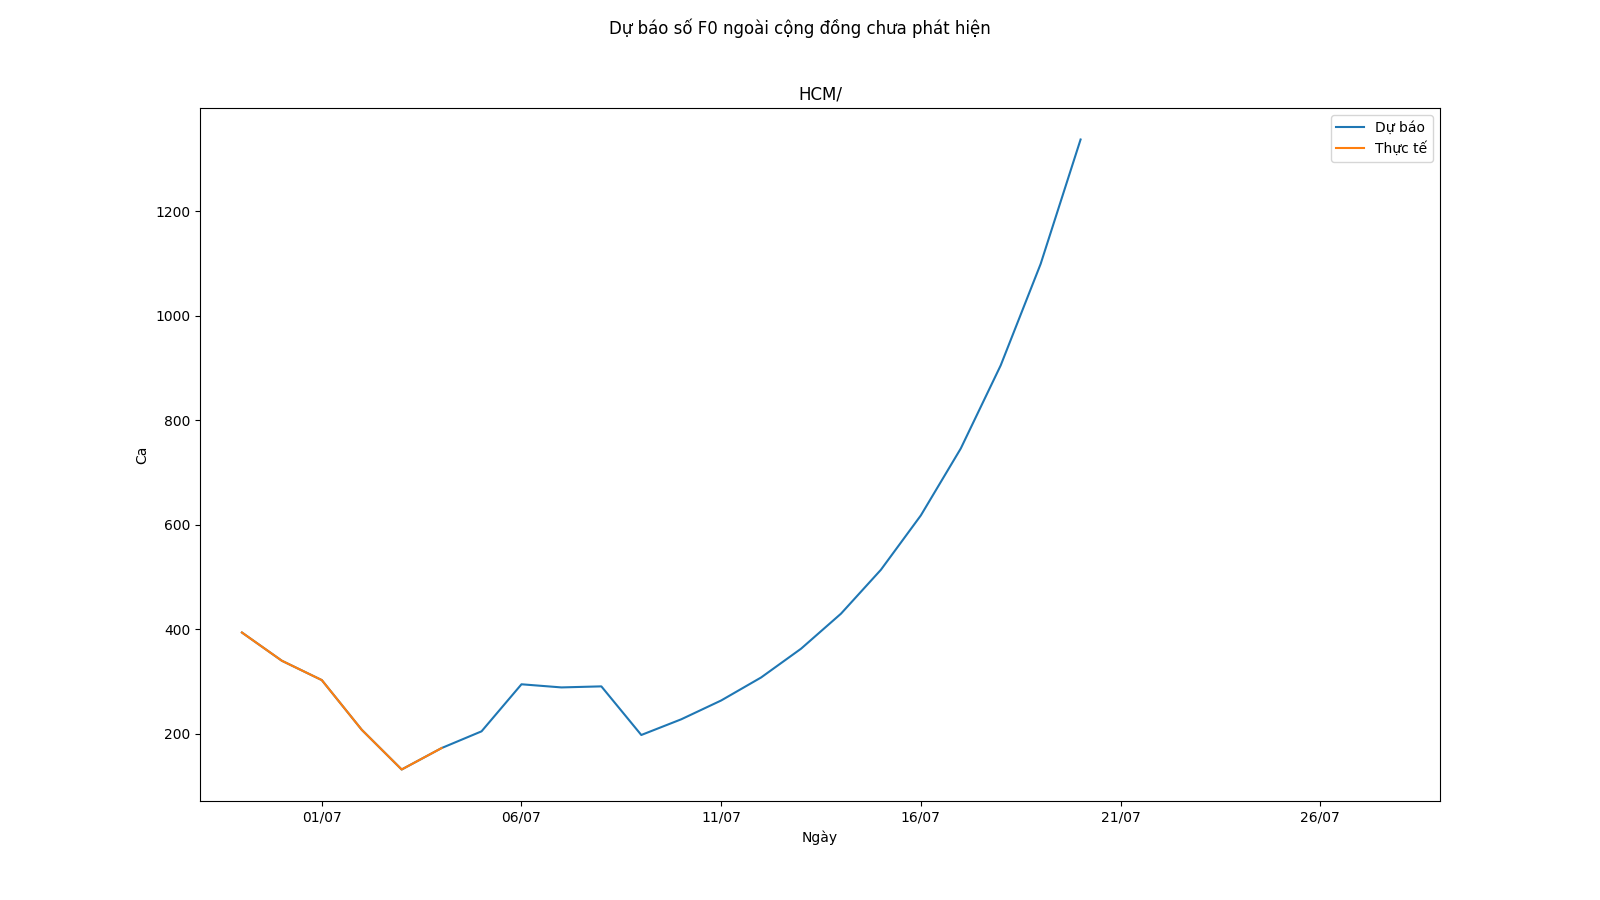 Dự báo số F0 ngoài cộng đồng chưa phát hiện
HCM/
Dự báo
Thực tế
1200
1000
800
600
400
200
Ca
01/07
06/07
11/07
16/07
21/07
26/07
Ngày